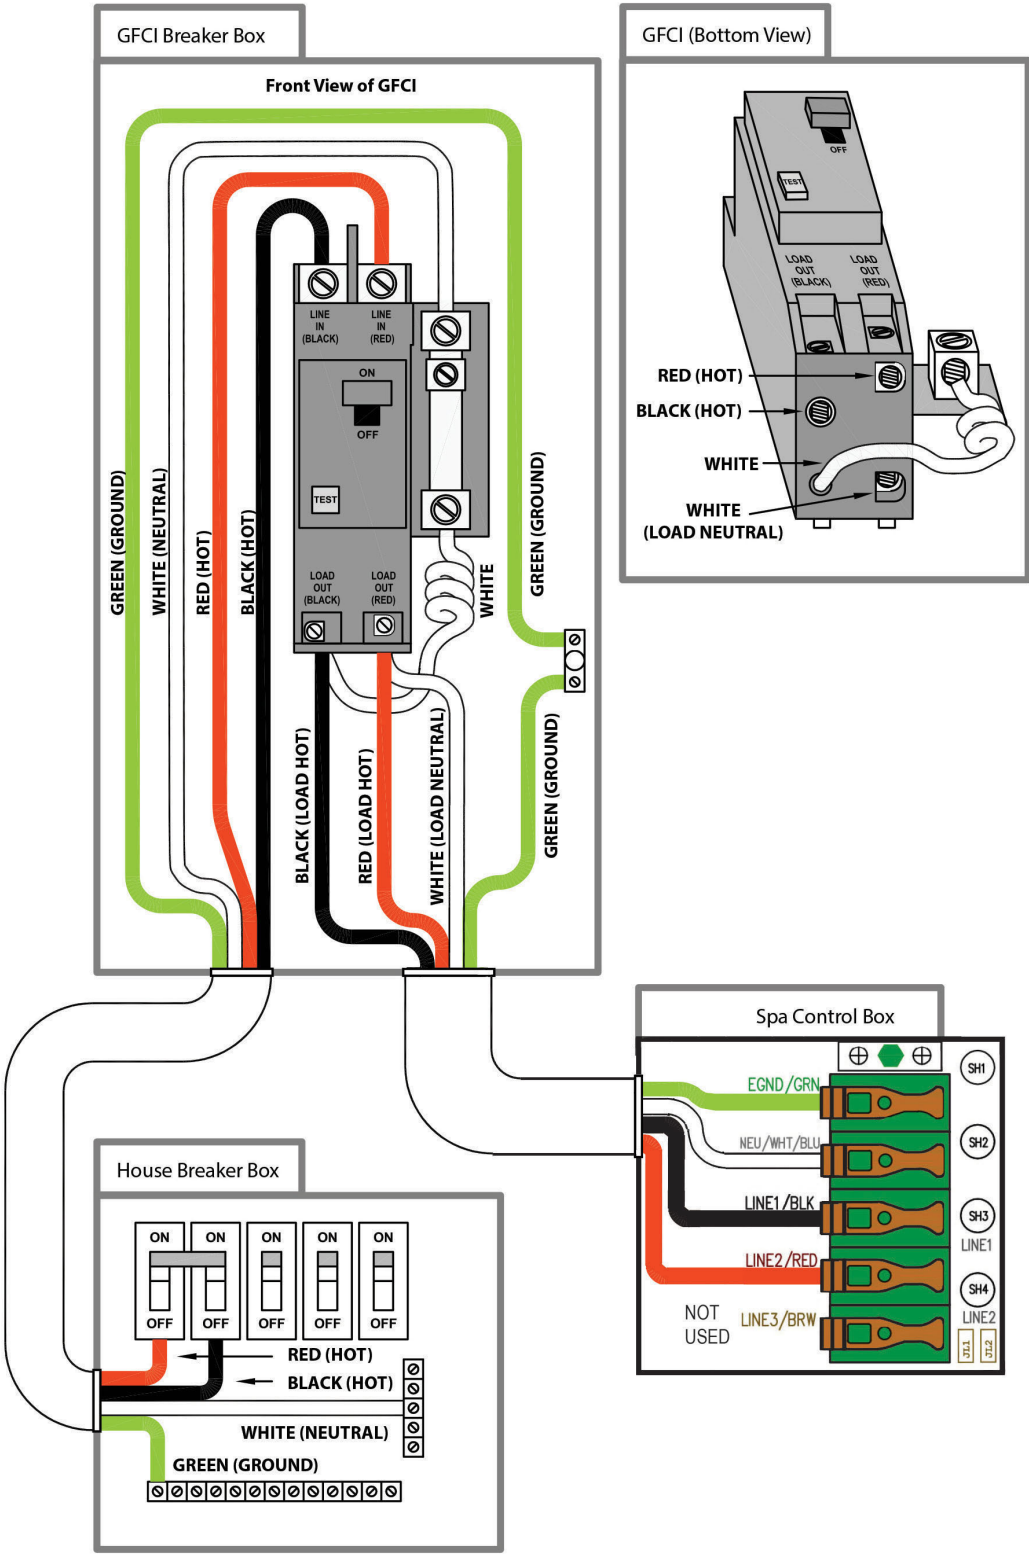 GFCI Breaker Box
Front View of GFCI
LINE
IN
(BLACK)
LINE
IN
(RED)
ON
OFF
TEST
LOAD
OUT
(BLACK)
LOAD
OUT
(RED)
GREEN (GROUND)
WHITE (NEUTRAL)
RED (HOT)
BLACK (HOT)
WHITE
GREEN (GROUND)
BLACK (LOAD HOT)
RED (LOAD HOT)
WHITE (LOAD NEUTRAL)
GREEN (GROUND)
GFCI (Bottom View)
OFF
TEST
LOAD
OUT
(BLACK)
LOAD
OUT
(RED)
RED (HOT)
BLACK (HOT)
WHITE
WHITE
(LOAD NEUTRAL)
Spa Control Box
EGND/GRN
NEU/WHT/BLU
LINE1/BLK
LINE2/RED
LINE3/BRW
NOT
USED
SH1
SH2
SH3
LINE1
SH4
LINE2
JL1
JL2
House Breaker Box
ON
ON
ON
ON
ON
OFF
OFF
OFF
OFF
OFF
RED (HOT)
BLACK (HOT)
WHITE (NEUTRAL)
GREEN (GROUND)